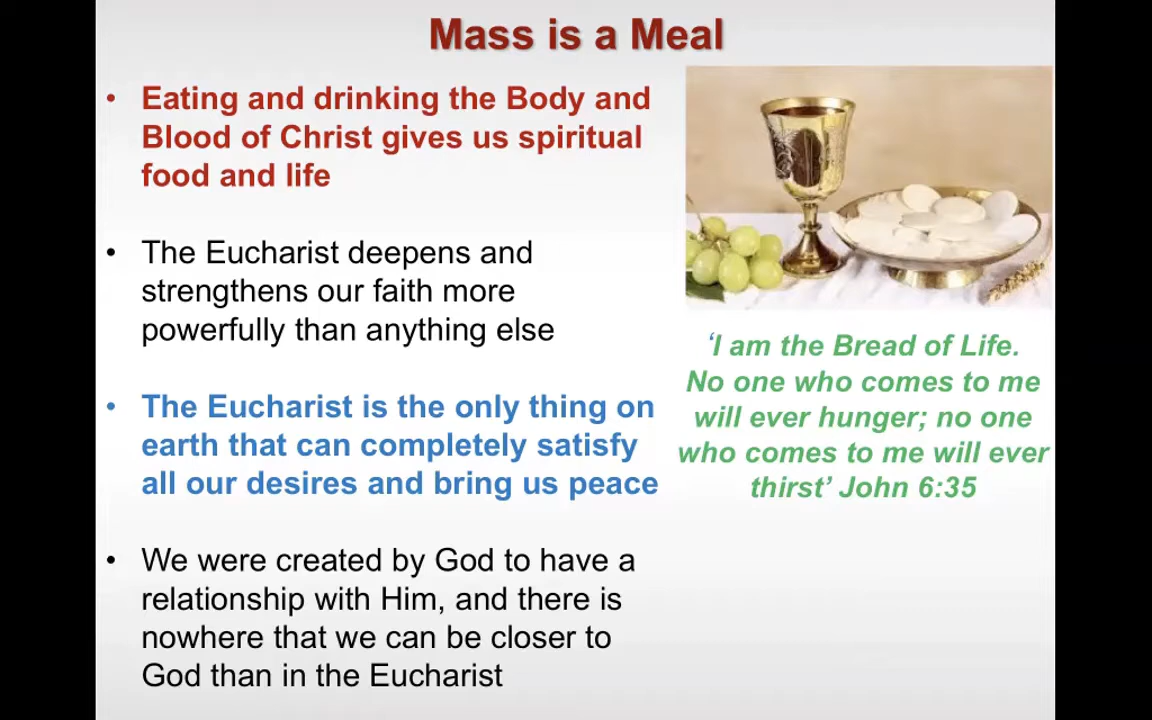 Mass is a Meal
• Eating and drinking the Body and
Blood of Christ gives us spiritual
food and life
• The Eucharist deepens and
strengthens our faith more
powerfully than anything else
• The Eucharist is the only thing on
earth that can completely satisfy
all our desires and bring us peace
• We were created by God to have a
relationship with Him, and there is
nowhere that we can be closer to
God than in the Eucharist
‘I am the Bread of Life.
No one who comes to me
will ever hunger; no one
who comes to me will ever
thirst’ John 6:35